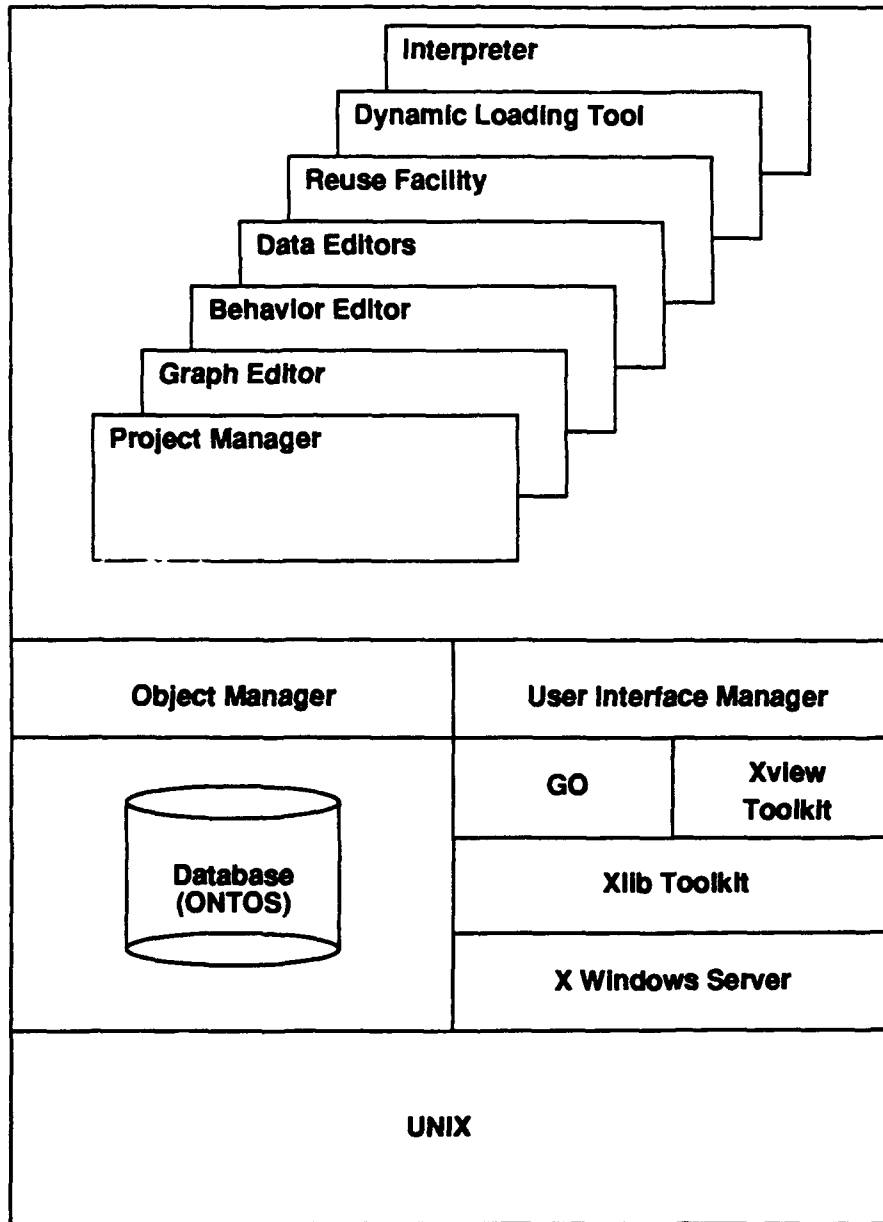 Interpreter
Dynamic Loading Tool
Reuse Facility
Data Editors
Behavior Editor
Graph Editor
Project Manager
Object Manager
User Interface Manager
GO
Xview
Toolkit
Database
(ONTOS)
Xlib Toolkit
X Windows Server
UNIX